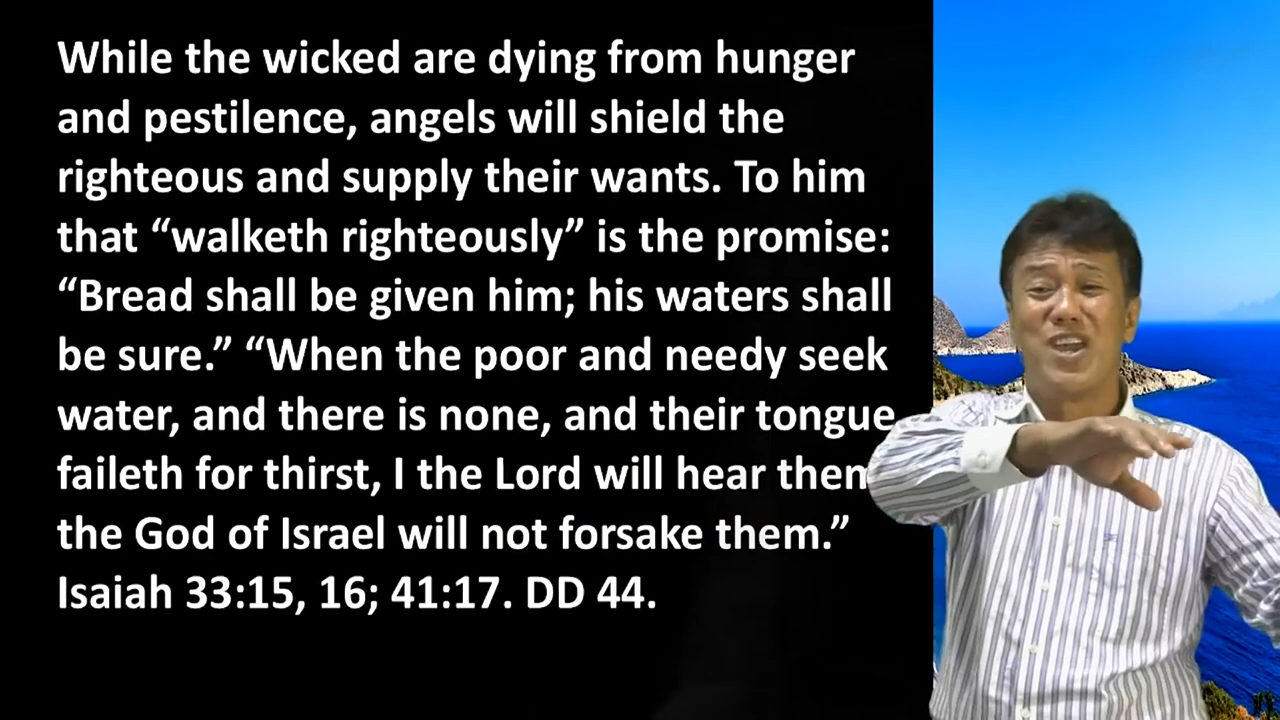 While the wicked are dying from hunger
and pestilence, angels will shield the
righteous and supply their wants. To him
that “walketh righteously” is the promise:
“Bread shall be given him; his waters shall
be sure.” “When the poor and needy seek
water, and there is none, and their tongue
faileth for thirst, I the Lord will hear them
the God of Israel will not forsake them.”
Isaiah 33:15, 16; 41:17. DD 44.